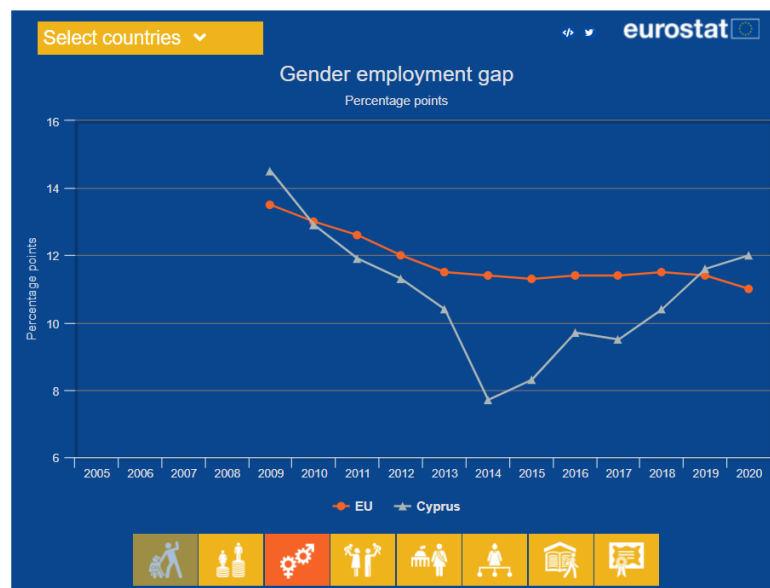 Select countries
eurostat
Gender employment gap
Percentage points
16
14
12
10
8
6
Percentage points
2005 2006 2007 2008 2009 2010 2011 2012 2013 2014 2015 2016 2017 2018 2019 2020
EU Cyprus